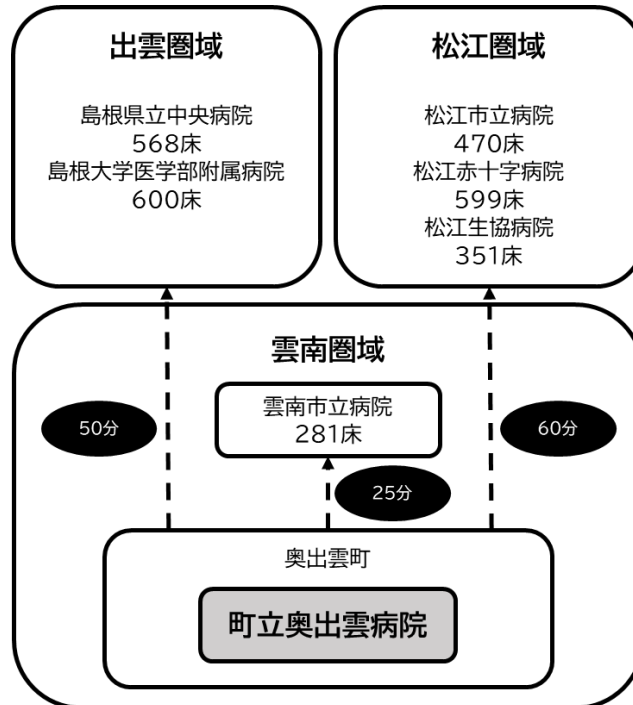 出雲圏域
島根県立中央病院
568床
島根大学医学部附属病院
600床
松江圏域
松江市立病院
470床
松江赤十字病院
599床
松江生協病院
351床
雲南圏域
雲南市立病院
281床
50分
60分
25分
奥出雲町
町立奥出雲病院